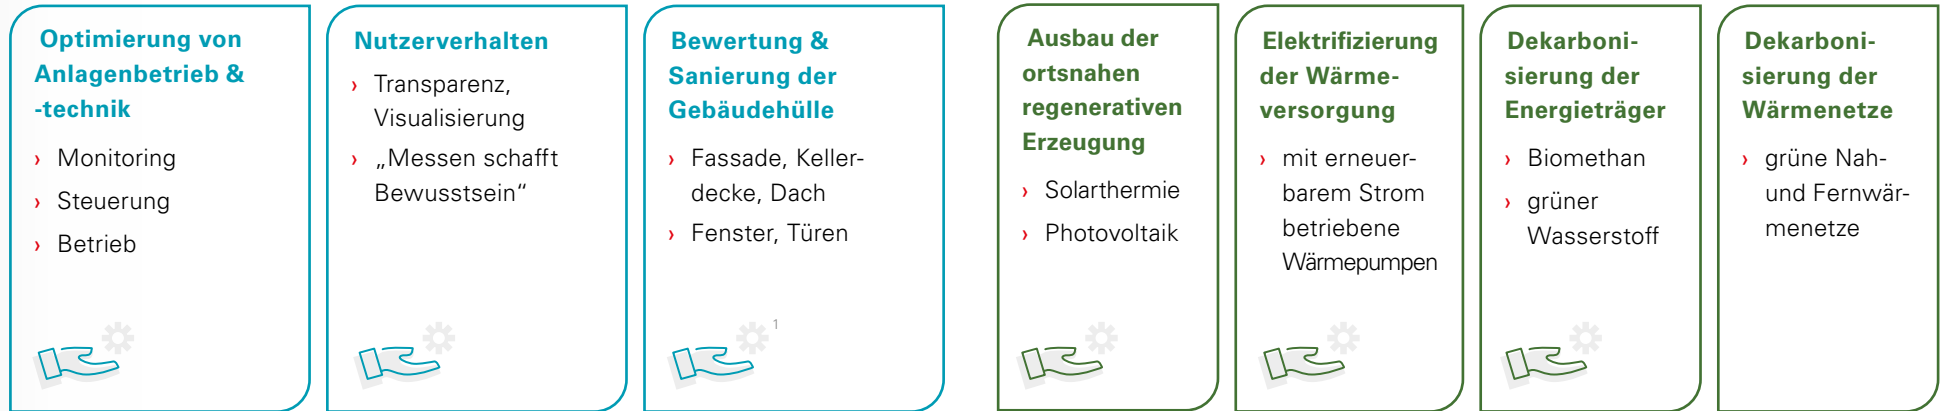 Optimierung von
Anlagenbetrieb &
-technik
› Monitoring
› Steuerung
› Betrieb
Nutzerverhalten
› Transparenz,
Visualisierung
› „Messen schafft
Bewusstsein“
Bewertung &
Sanierung der
Gebäudehülle
› Fassade, Keller-
decke, Dach
› Fenster, Türen
1
Ausbau der
ortsnahen
regenerativen
Erzeugung
› Solarthermie
› Photovoltaik
Elektrifizierung
der Wärme-
versorgung
› mit erneuer-
barem Strom
betriebene
Wärmepumpen
Dekarboni-
sierung der
Energieträger
› Biomethan
› grüner
Wasserstoff
Dekarboni-
sierung der
Wärmenetze
› grüne Nah-
und Fernwär-
menetze